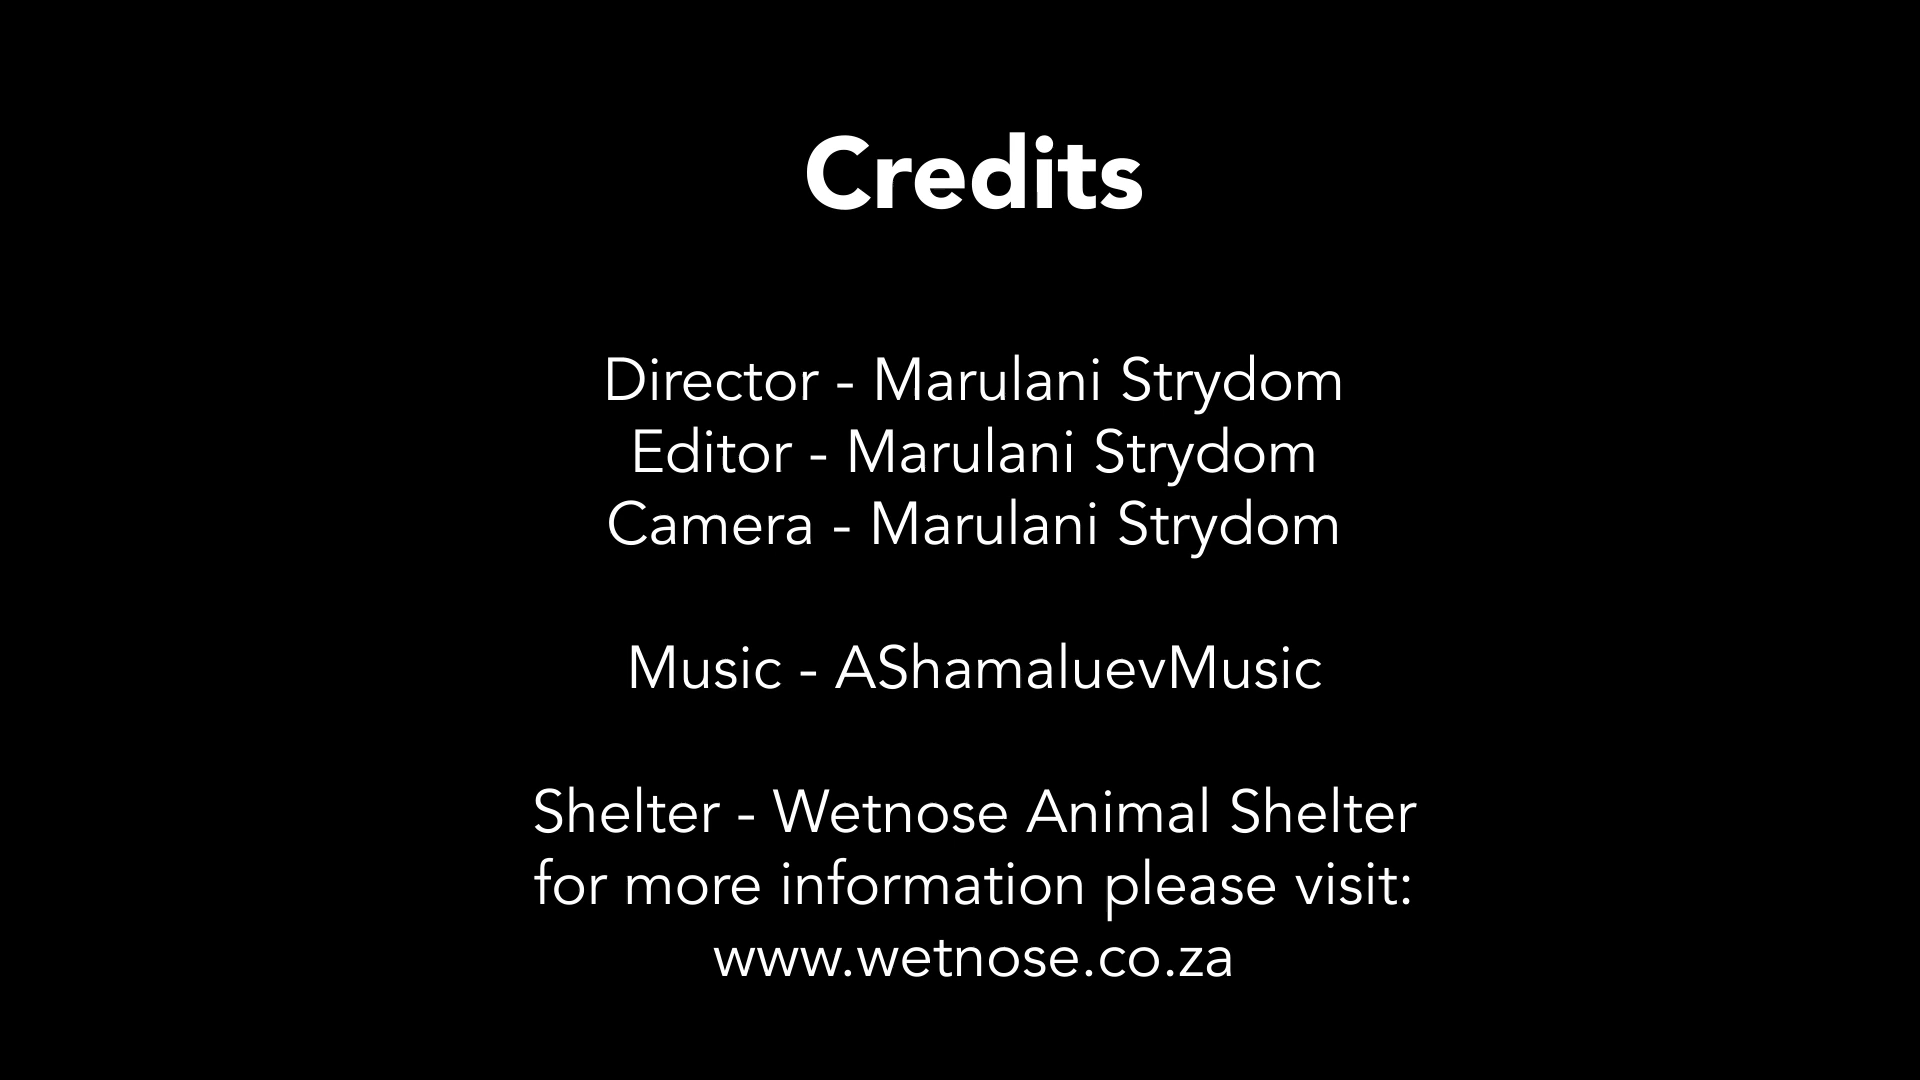 Credits
Director - Marulani Strydom
Editor - Marulani Strydom
Camera - Marulani Strydom
Music - AShamaluevMusic
Shelter - Wetnose Animal Shelter
for more information please visit:
www.wetnose.co.za